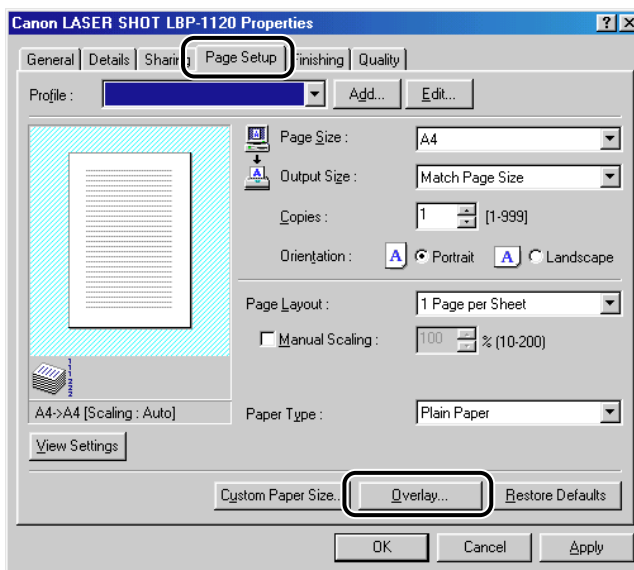 Canon LASER SHOT LBP-1120 Properties
General Details Sharing Page Setup Finishing Quality
Profile : Add... Edit...
Page Size : A4
Output Size : Match Page Size
Copies : 1 [1-999]
Orientation : A Portrait A Landscape
Page Layout : 1 Page per Sheet
Manual Scaling : 100 % (10-200)
A4->A4 [Scaling : Auto]
Paper Type : Plain Paper
View Settings
Custom Paper Size... Overlay... Restore Defaults
OK Cancel Apply